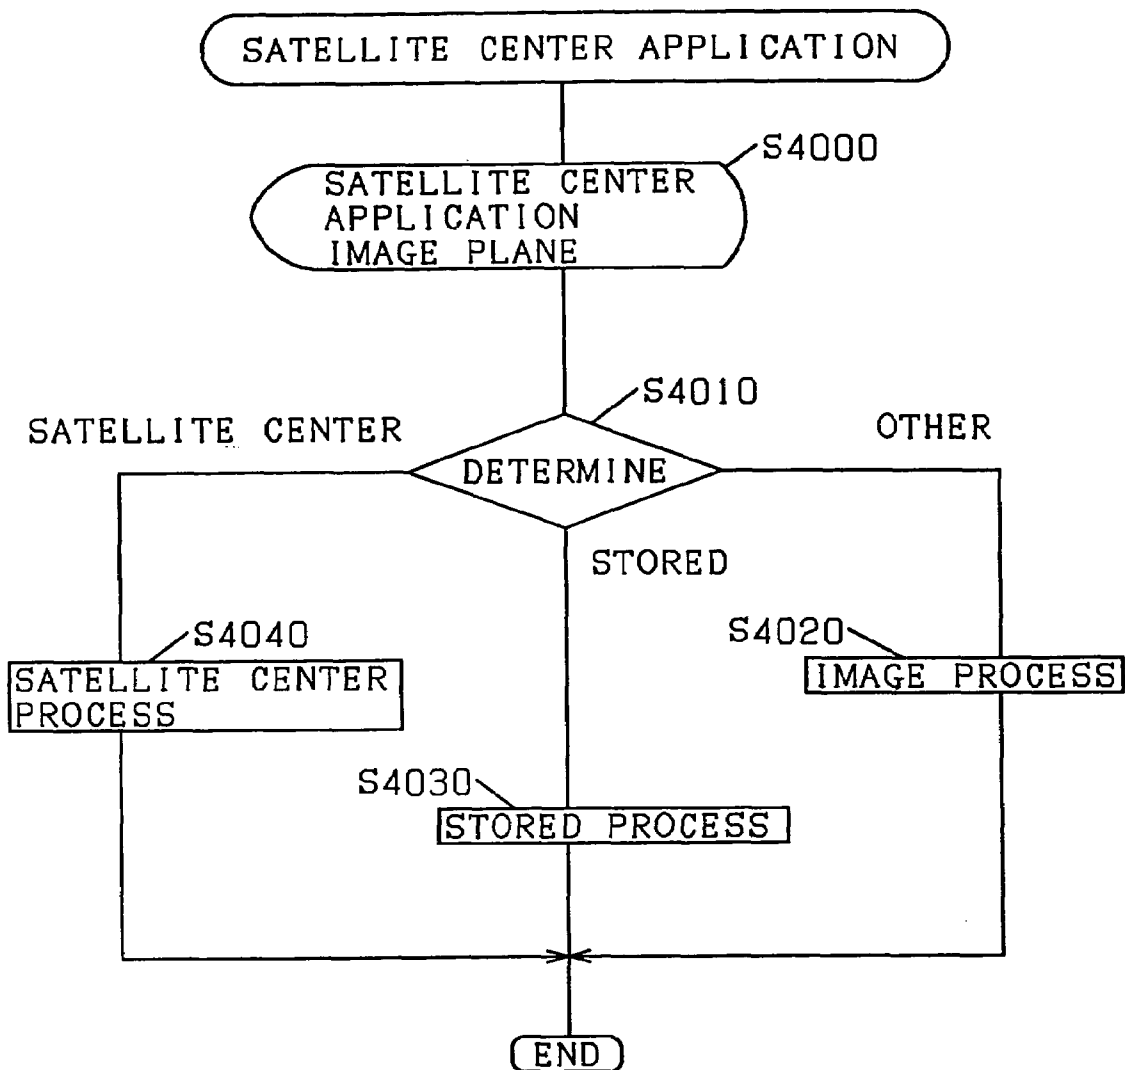 SATELLITE CENTER APPLICATION
S4000
SATELLITE CENTER
APPLICATION
IMAGE PLANE
S4010
SATELLITE CENTER
OTHER
DETERMINE
STORED
S4040
S4020
SATELLITE CENTER
PROCESS
IMAGE PROCESS
S4030
STORED PROCESS
END